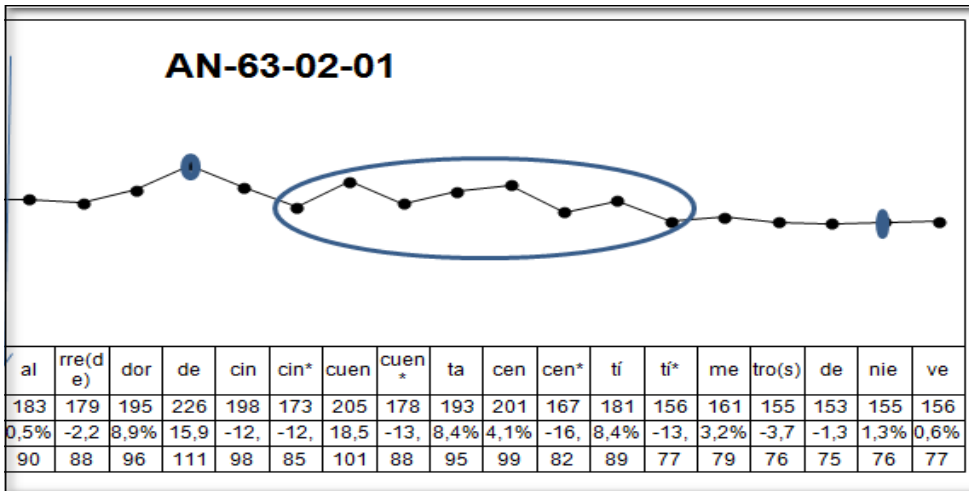 AN-63-02-01
al rre(de) dor de cin cin* cuen cuen* ta cen cen* tí tí* me tro(s) de nie ve
183 179 195 226 198 173 205 178 193 201 167 181 156 161 155 153 155 156
0,5% -2,2 8,9% 15,9 -12, -12, 18,5 -13, 8,4% 4,1% -16, 8,4% -13, 3,2% -3,7 -1,3 1,3% 0,6%
90 88 96 111 98 85 101 88 95 99 82 89 77 79 76 75 76 77